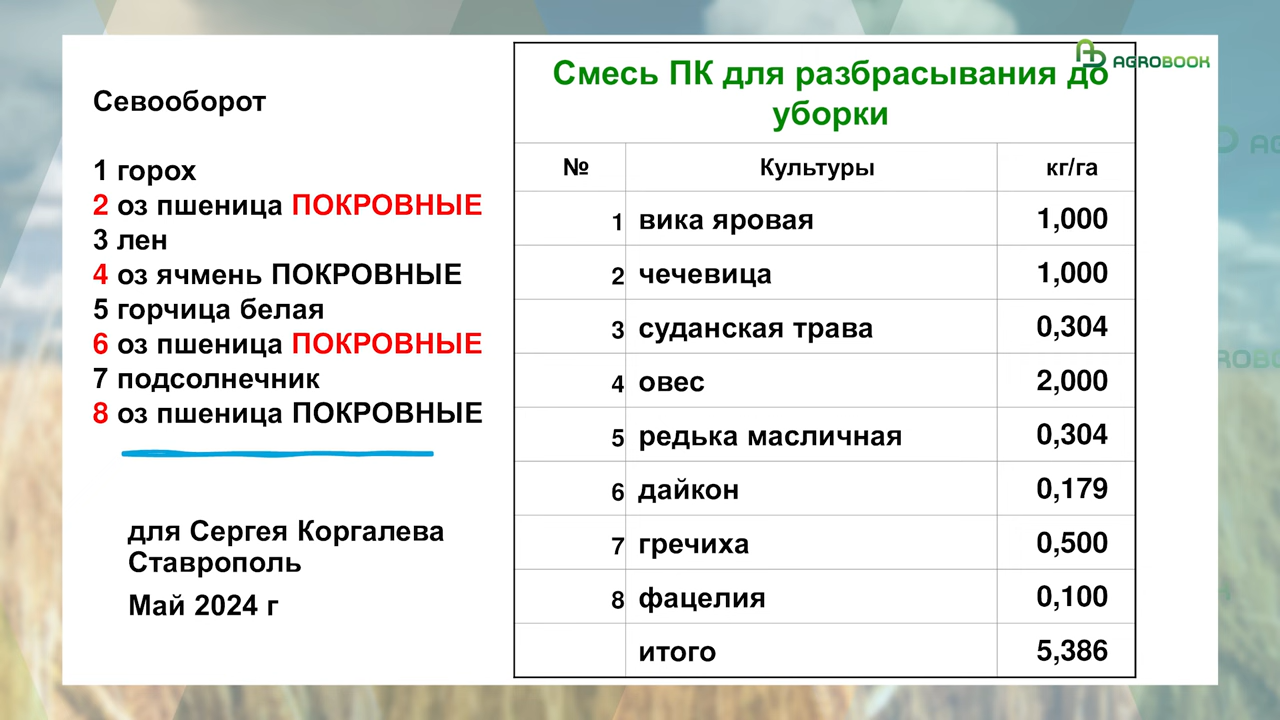 Севооборот
1 горох
2 оз пшеница ПОКРОВНЫЕ
3 лен
4 оз ячмень ПОКРОВНЫЕ
5 горчица белая
6 оз пшеница ПОКРОВНЫЕ
7 подсолнечник
8 оз пшеница ПОКРОВНЫЕ
для Сергея Коргалева
Ставрополь
Май 2024 г
AGROBOOK
Смесь ПК для разбрасывания до
уборки
№ Культуры кг/га
1 вика яровая 1,000
2 чечевица 1,000
3 суданская трава 0,304
4 овес 2,000
5 редька масличная 0,304
6 дайкон 0,179
7 гречиха 0,500
8 фацелия 0,100
итого 5,386